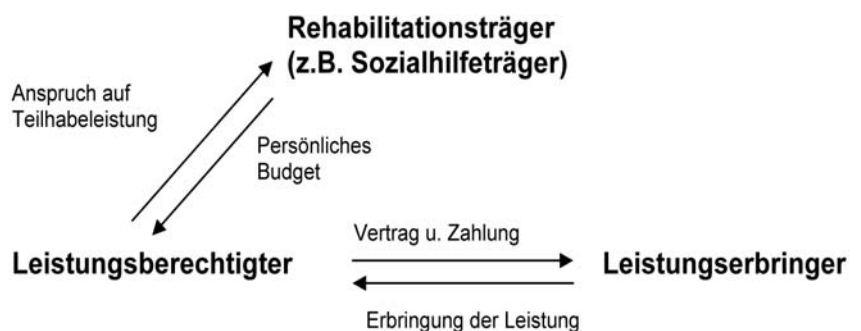 Rehabilitationsträger
(z.B. Sozialhilfeträger)
Anspruch auf
Teilhabeleistung
Persönliches
Budget
Vertrag u. Zahlung
Leistungsberechtigter
Leistungserbringer
Erbringung der Leistung